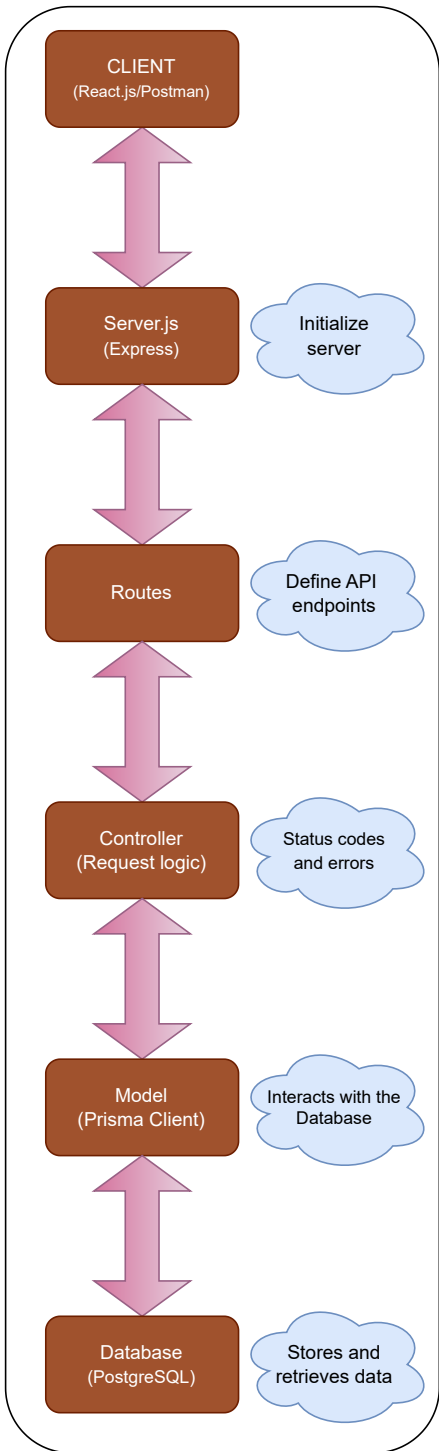 CLIENT
(React.js/Postman)
Server.js
(Express)
Initialize
server
Routes
Define API
endpoints
Controller
(Request logic)
Status codes
and errors
Model
(Prisma Client)
Interacts with the
Database
Database
(PostgreSQL)
Stores and
retrieves data